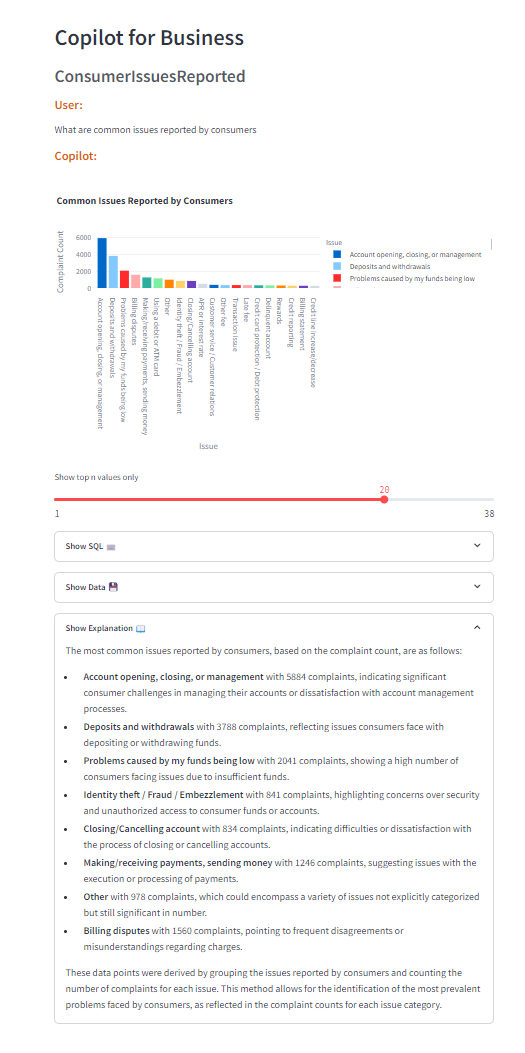 Copilot for Business
ConsumerIssuesReported
User:
What are common issues reported by consumers
Copilot:
Common Issues Reported by Consumers
Complaint Count
6000
4000
2000
0
Account opening, closing, or management
Deposits and withdrawals
Problems caused by my funds being low
Billing disputes
Making/receiving payments, sending money
Using a debit or ATM card
Other
Identity theft / Fraud / Embezzlement
Closing/Cancelling account
APR or interest rate
Customer service / Customer relations
Other fee
Transaction issue
Late fee
Credit card protection / Debt protection
Delinquent account
Rewards
Credit reporting
Billing statement
Credit line increase/decrease
Issue
Issue
Account opening, closing, or management
Deposits and withdrawals
Problems caused by my funds being low
Show top n values only
20
1
38
Show SQL
Show Data
Show Explanation
The most common issues reported by consumers, based on the complaint count, are as follows:
• Account opening, closing, or management with 5884 complaints, indicating significant
consumer challenges in managing their accounts or dissatisfaction with account management
processes.
• Deposits and withdrawals with 3788 complaints, reflecting issues consumers face with
depositing or withdrawing funds.
• Problems caused by my funds being low with 2041 complaints, showing a high number of
consumers facing issues due to insufficient funds.
• Identity theft / Fraud / Embezzlement with 841 complaints, highlighting concerns over security
and unauthorized access to consumer funds or accounts.
• Closing/Cancelling account with 834 complaints, indicating difficulties or dissatisfaction with
the process of closing or cancelling accounts.
• Making/receiving payments, sending money with 1246 complaints, suggesting issues with the
execution or processing of payments.
• Other with 978 complaints, which could encompass a variety of issues not explicitly categorized
but still significant in number.
• Billing disputes with 1560 complaints, pointing to frequent disagreements or
misunderstandings regarding charges.
These data points were derived by grouping the issues reported by consumers and counting the
number of complaints for each issue. This method allows for the identification of the most prevalent
problems faced by consumers, as reflected in the complaint counts for each issue category.